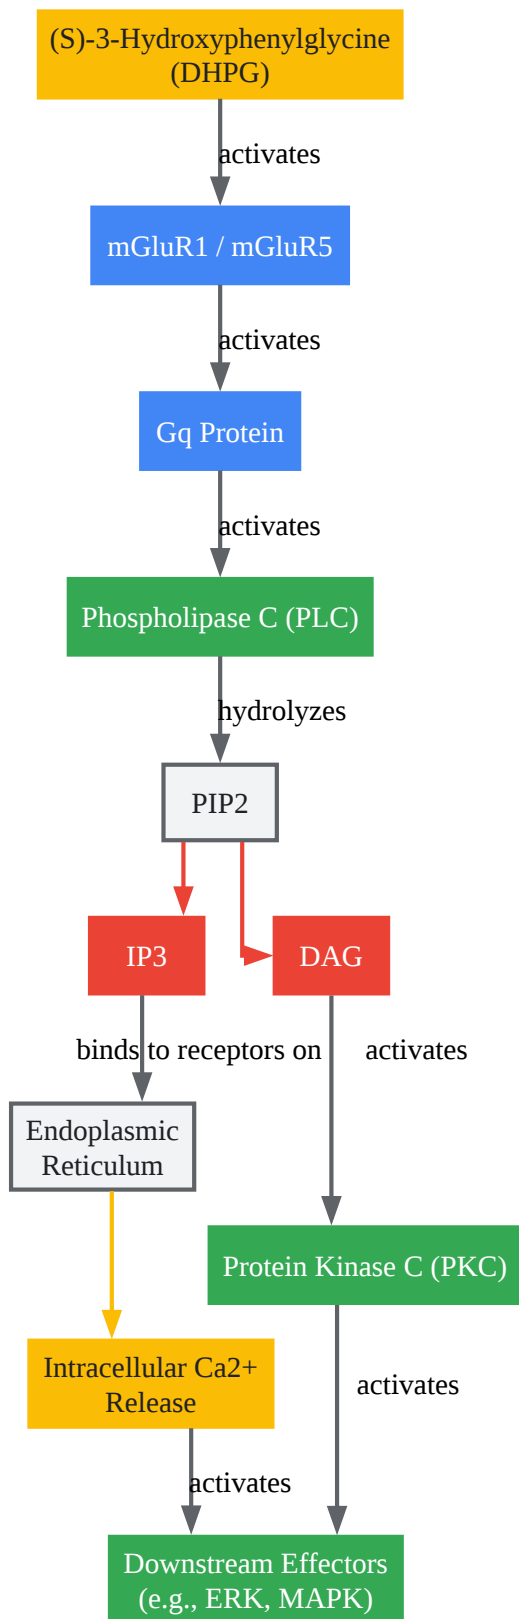 (S)-3-Hydroxyphenylglycine
(DHPG)
activates
mGluR1 / mGluR5
activates
Gq Protein
activates
Phospholipase C (PLC)
hydrolyzes
PIP2
IP3
DAG
binds to receptors on
activates
Endoplasmic
Reticulum
Protein Kinase C (PKC)
Intracellular Ca2+
Release
activates
activates
Downstream Effectors
(e.g., ERK, MAPK)